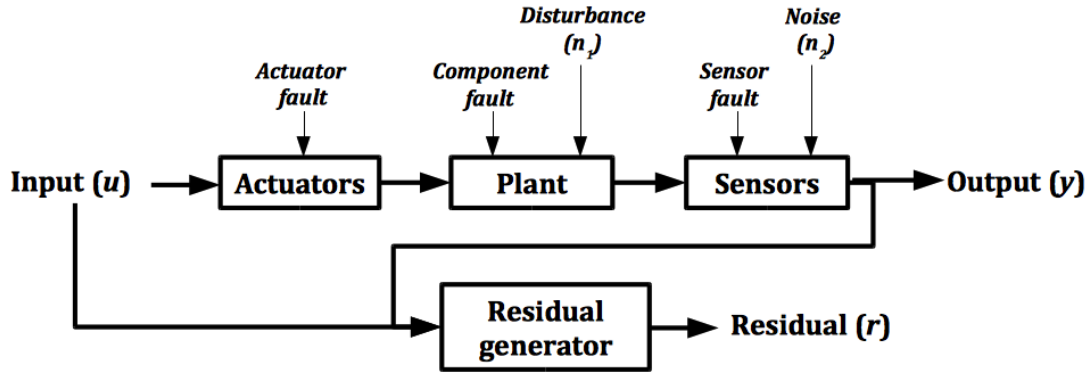 Disturbance
(n₁)
Noise
(n₂)
Actuator
fault
Component
fault
Sensor
fault
Input (u)
Actuators
Plant
Sensors
Output (y)
Residual
generator
Residual (r)